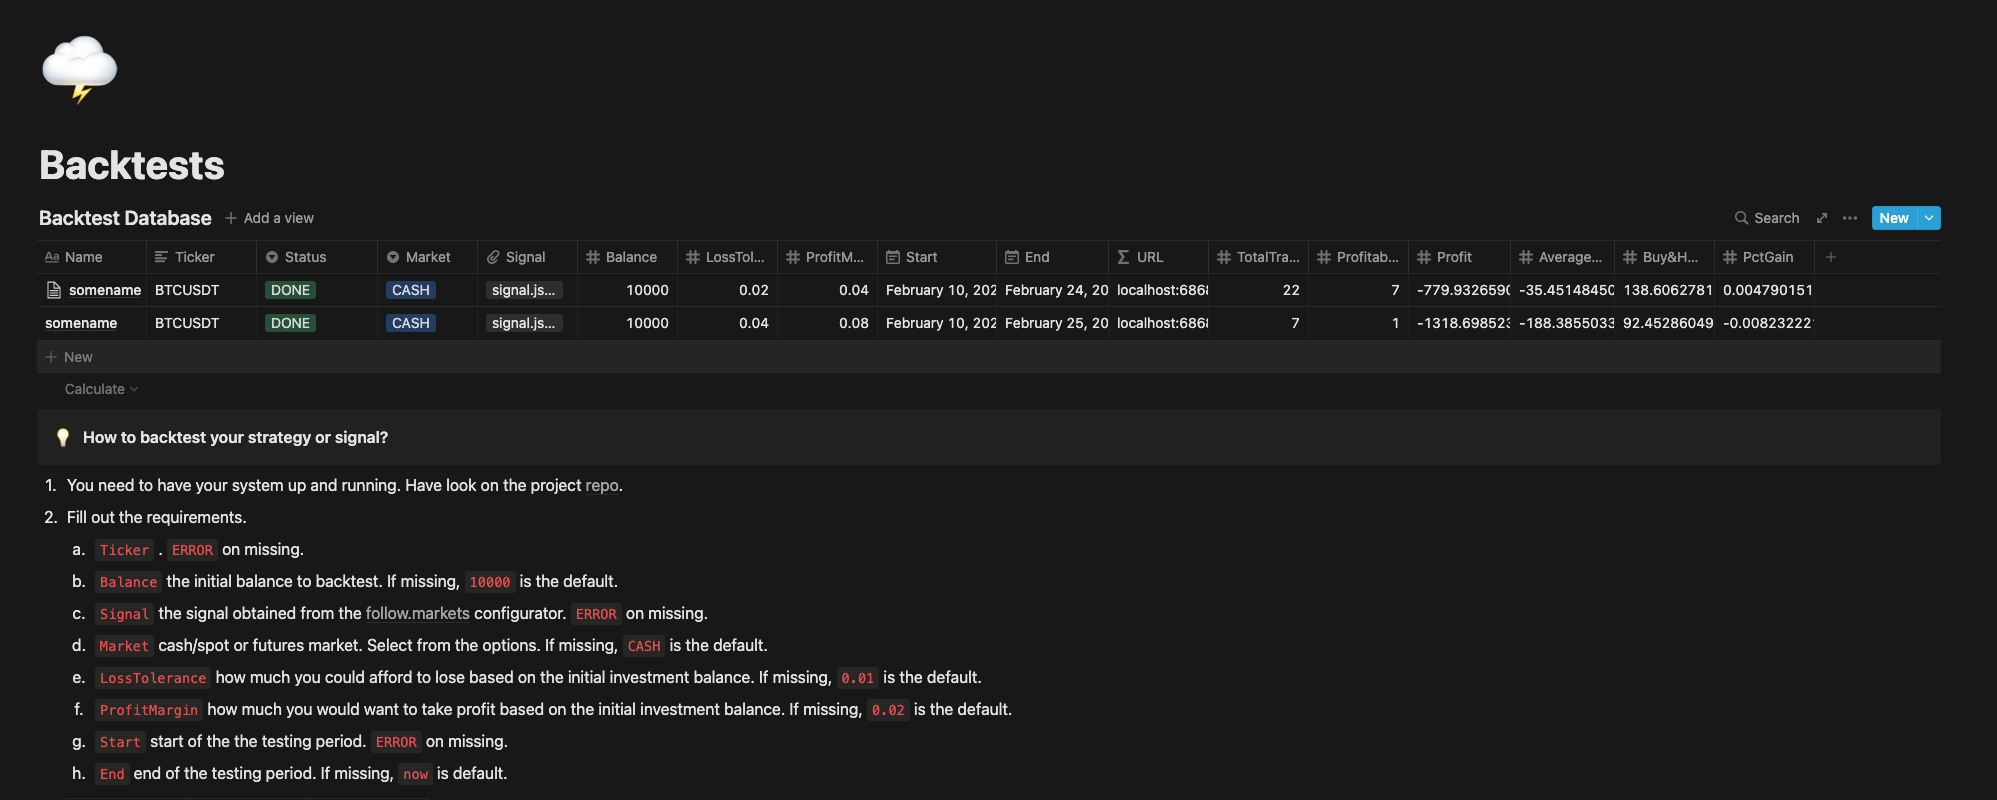 Backtests
Backtest Database + Add a view Search New
Aa Name Ticker Status Market Signal Balance LossTol... ProfitM... Start End URL TotalTra... Profitab... Profit Average... Buy&H... PctGain
somename BTCUSDT DONE CASH signal.js... 10000 0.02 0.04 February 10, 202 February 24, 20 localhost:686 22 7 -779.9326590 -35.45148450 138.6062781 0.004790151
somename BTCUSDT DONE CASH signal.js... 10000 0.04 0.08 February 10, 202 February 25, 20 localhost:686 7 1 -1318.698523 -188.3855033 92.45286049 -0.008232221
+ New
Calculate
How to backtest your strategy or signal?
1. You need to have your system up and running. Have look on the project repo.
2. Fill out the requirements.
a. Ticker . ERROR on missing.
b. Balance the initial balance to backtest. If missing, 10000 is the default.
c. Signal the signal obtained from the follow.markets configurator. ERROR on missing.
d. Market cash/spot or futures market. Select from the options. If missing, CASH is the default.
e. LossTolerance how much you could afford to lose based on the initial investment balance. If missing, 0.01 is the default.
f. ProfitMargin how much you would want to take profit based on the initial investment balance. If missing, 0.02 is the default.
g. Start start of the the testing period. ERROR on missing.
h. End end of the testing period. If missing, now is default.